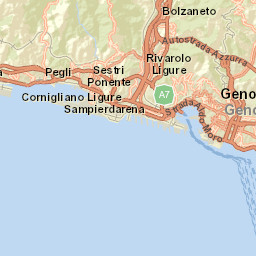 Bolzaneto
Autostrada Azzurra
Rivarolo
Ligure
Sestri
Ponente
Pegli
A7
Cornigliano Ligure
Sampierdarena
Strada Aldo Moro
Geno
Geno